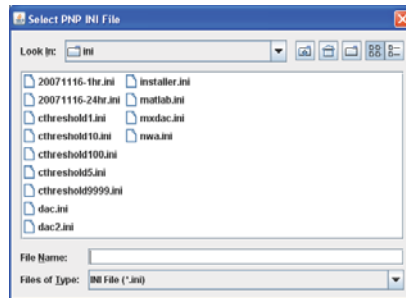 Select PNP INI File
Look In: ini
20071116-1hr.ini installer.ini
20071116-24hr.ini matlab.ini
cthreshold1.ini mxdac.ini
cthreshold10.ini nwa.ini
cthreshold100.ini
cthreshold5.ini
cthreshold9999.ini
dac.ini
dac2.ini
File Name:
Files of Type: INI File (*.ini)